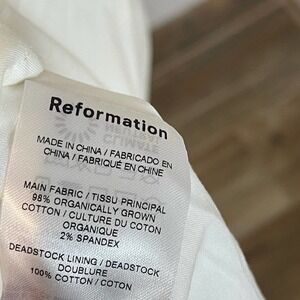 Reformation
MADE IN CHINA / FABRICADO EN
CHINA / FABRIQUÉ EN CHINE
MAIN FABRIC / TISSU PRINCIPAL
98% ORGANICALLY GROWN
COTTON / CULTURE DU COTON
ORGANIQUE
2% SPANDEX
DEADSTOCK LINING / DEADSTOCK
DOUBLURE
100% COTTON / COTON